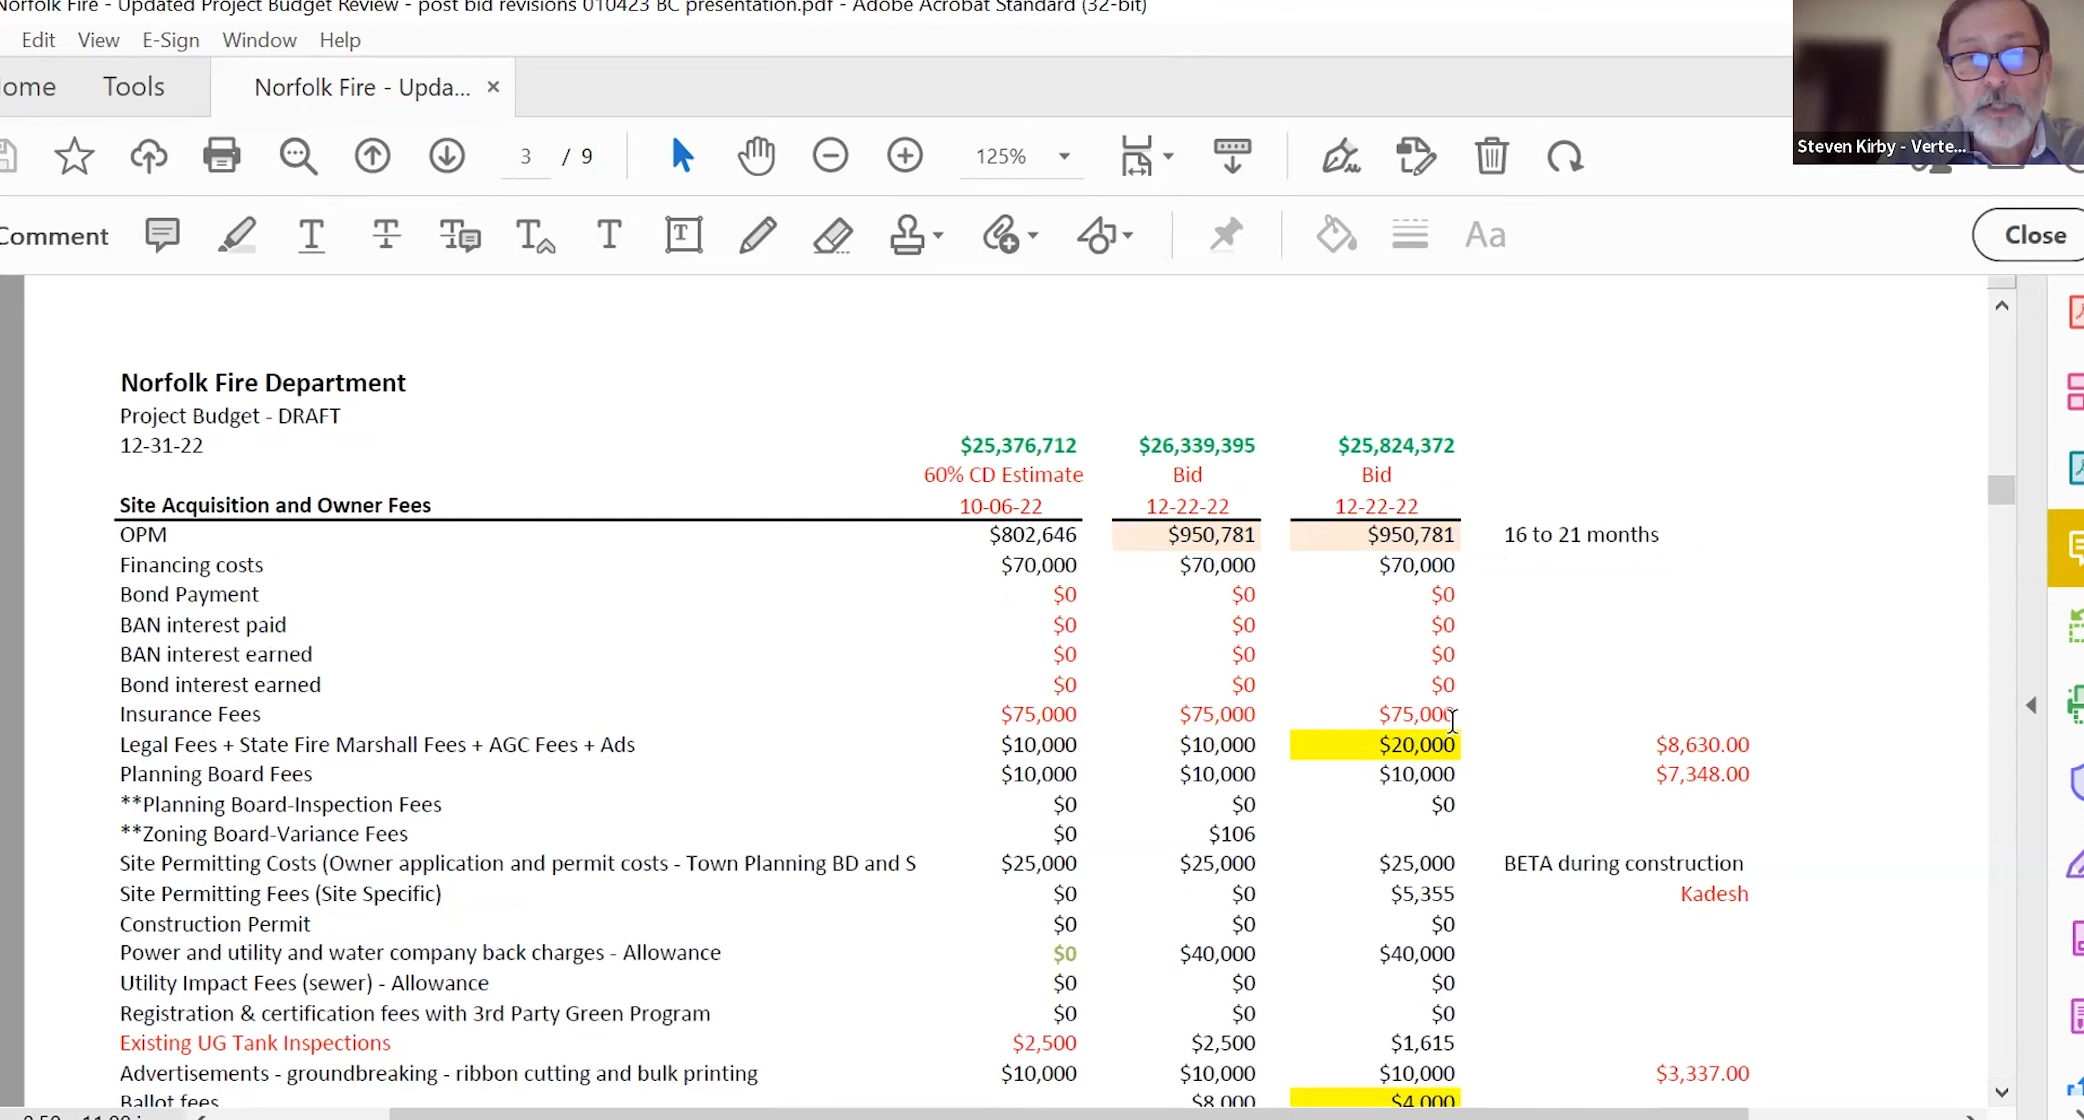 Norfolk Fire - Updated Project Budget Review - post bid revisions 010423 BC presentation.pdf - Adobe Acrobat Standard (32-bit)
Edit View E-Sign Window Help
ome Tools Norfolk Fire - Upda... ×
3 / 9 125%
Steven Kirby - Verte...
Comment Aa Close
Norfolk Fire Department
Project Budget - DRAFT
12-31-22 $25,376,712 $26,339,395 $25,824,372
60% CD Estimate Bid Bid
Site Acquisition and Owner Fees 10-06-22 12-22-22 12-22-22
OPM $802,646 $950,781 $950,781 16 to 21 months
Financing costs $70,000 $70,000 $70,000
Bond Payment $0 $0 $0
BAN interest paid $0 $0 $0
BAN interest earned $0 $0 $0
Bond interest earned $0 $0 $0
Insurance Fees $75,000 $75,000 $75,000
Legal Fees + State Fire Marshall Fees + AGC Fees + Ads $10,000 $10,000 $20,000 $8,630.00
Planning Board Fees $10,000 $10,000 $10,000 $7,348.00
**Planning Board-Inspection Fees $0 $0 $0
**Zoning Board-Variance Fees $0 $106
Site Permitting Costs (Owner application and permit costs - Town Planning BD and S $25,000 $25,000 $25,000 BETA during construction
Site Permitting Fees (Site Specific) $0 $0 $5,355 Kadesh
Construction Permit $0 $0 $0
Power and utility and water company back charges - Allowance $0 $40,000 $40,000
Utility Impact Fees (sewer) - Allowance $0 $0 $0
Registration & certification fees with 3rd Party Green Program $0 $0 $0
Existing UG Tank Inspections $2,500 $2,500 $1,615
Advertisements - groundbreaking - ribbon cutting and bulk printing $10,000 $10,000 $10,000 $3,337.00
Ballot fees $8,000 $4,000